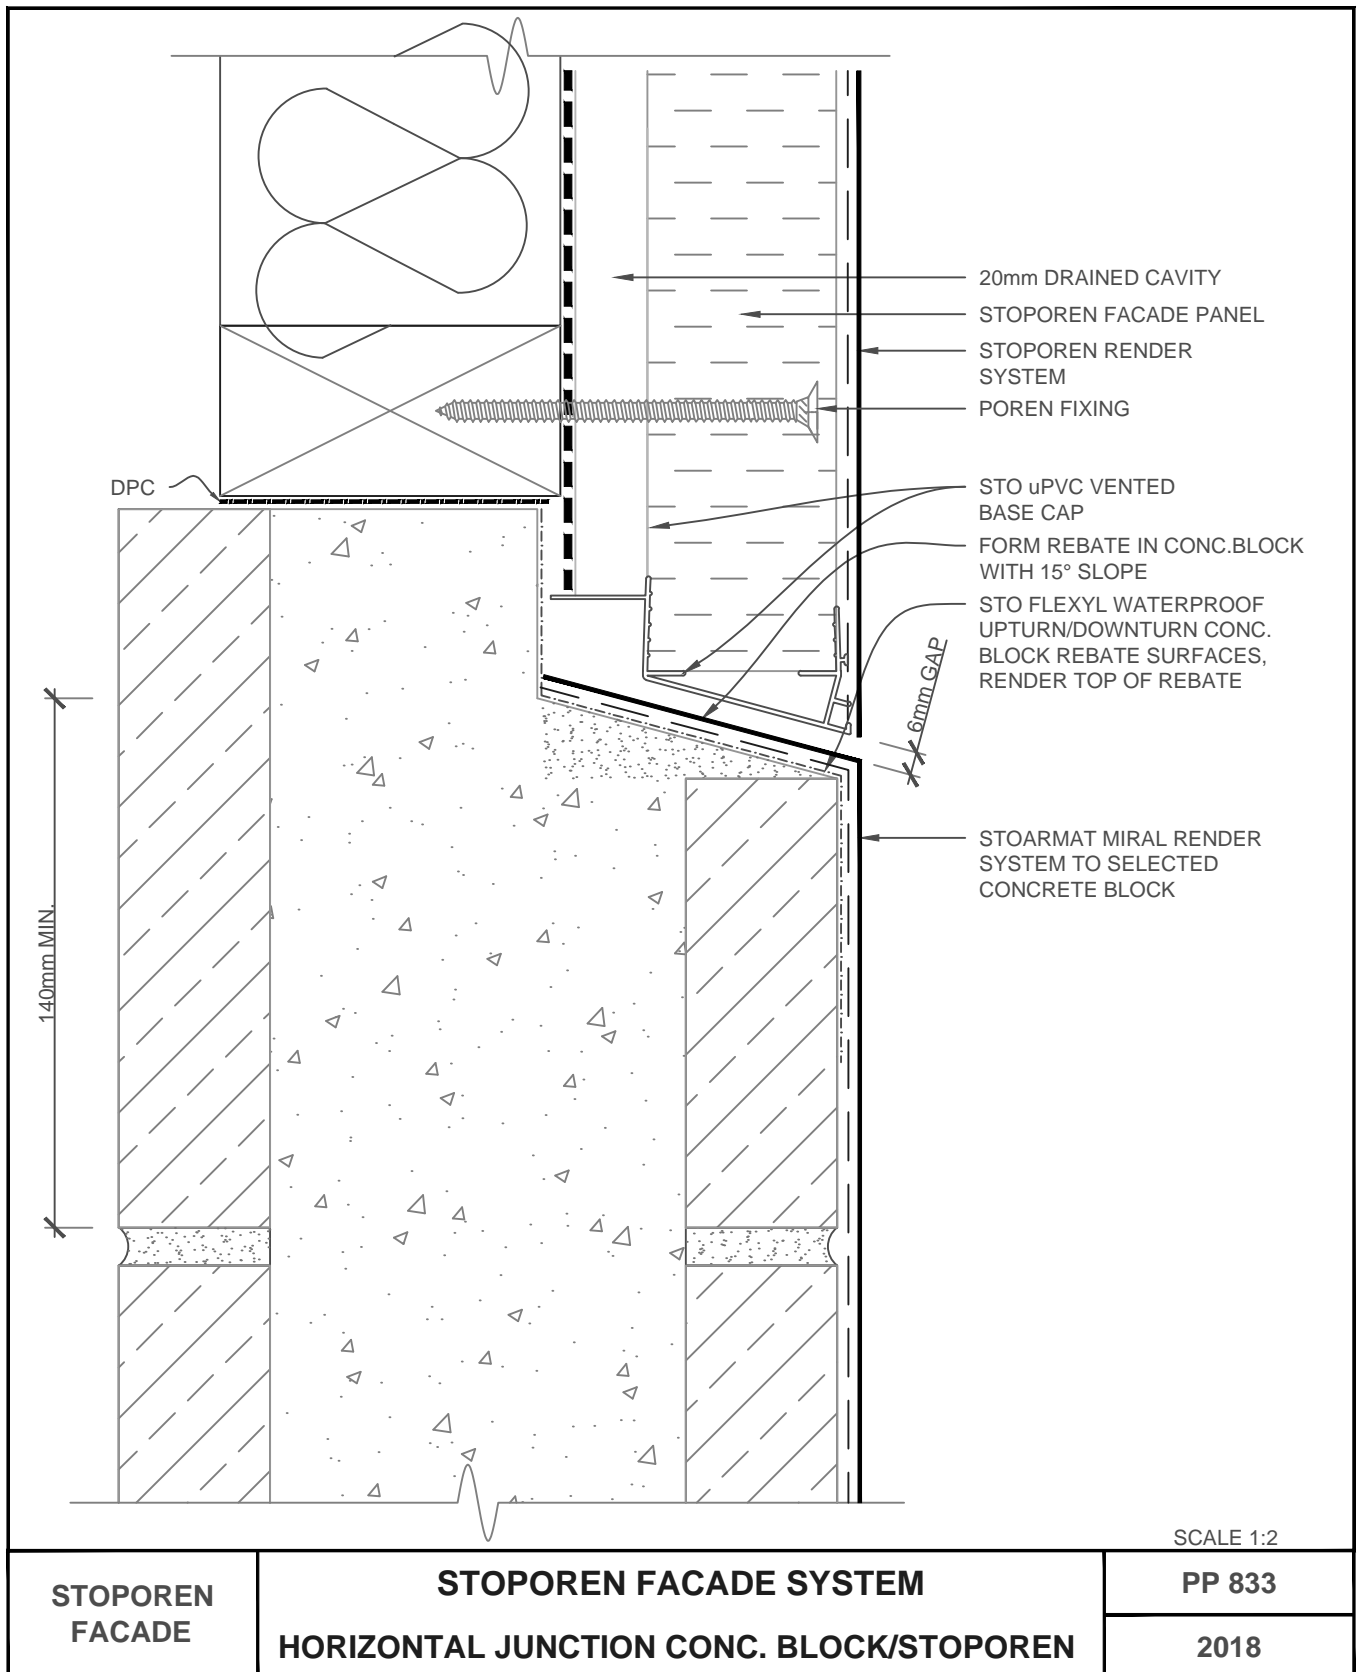 20mm DRAINED CAVITY
STOPOREN FACADE PANEL
STOPOREN RENDER
SYSTEM
POREN FIXING
DPC
STO uPVC VENTED
BASE CAP
FORM REBATE IN CONC.BLOCK
WITH 15° SLOPE
STO FLEXYL WATERPROOF
UPTURN/DOWNTURN CONC.
BLOCK REBATE SURFACES,
RENDER TOP OF REBATE
6mm GAP
STOARMAT MIRAL RENDER
SYSTEM TO SELECTED
CONCRETE BLOCK
140mm MIN.
SCALE 1:2
STOPOREN
FACADE
STOPOREN FACADE SYSTEM
HORIZONTAL JUNCTION CONC. BLOCK/STOPOREN
PP 833
2018